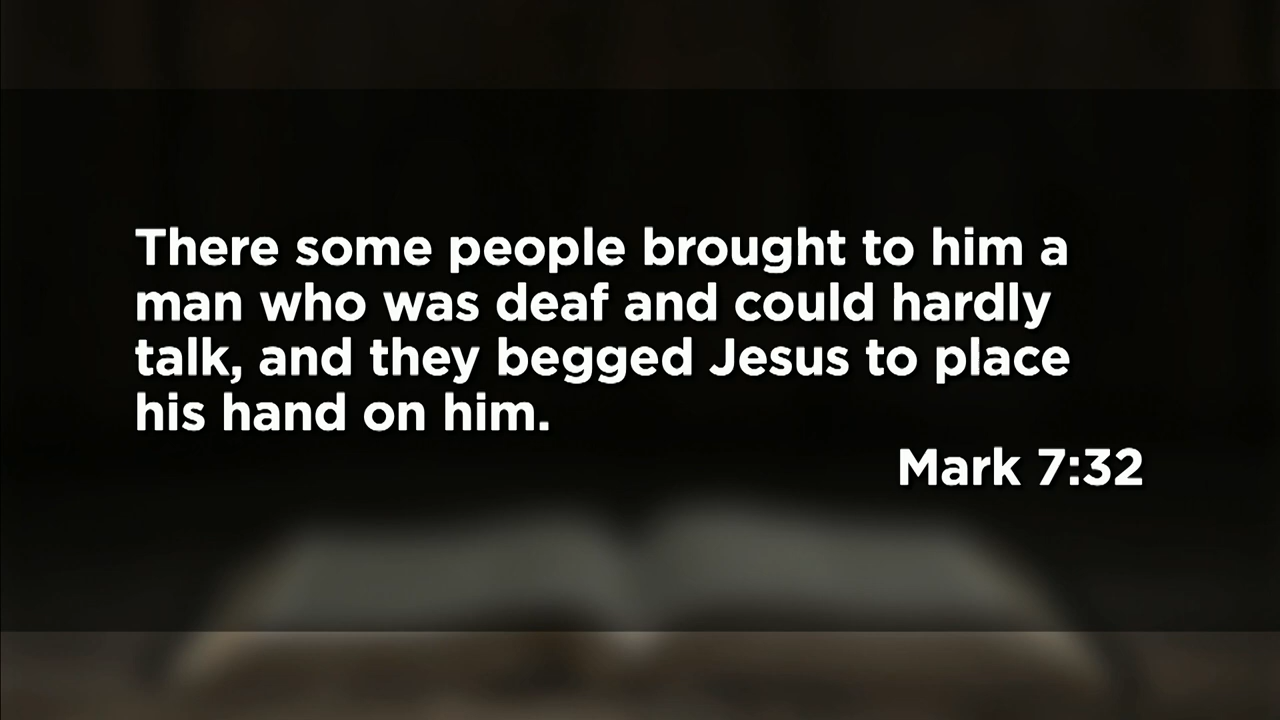 There some people brought to him a
man who was deaf and could hardly
talk, and they begged Jesus to place
his hand on him.
Mark 7:32